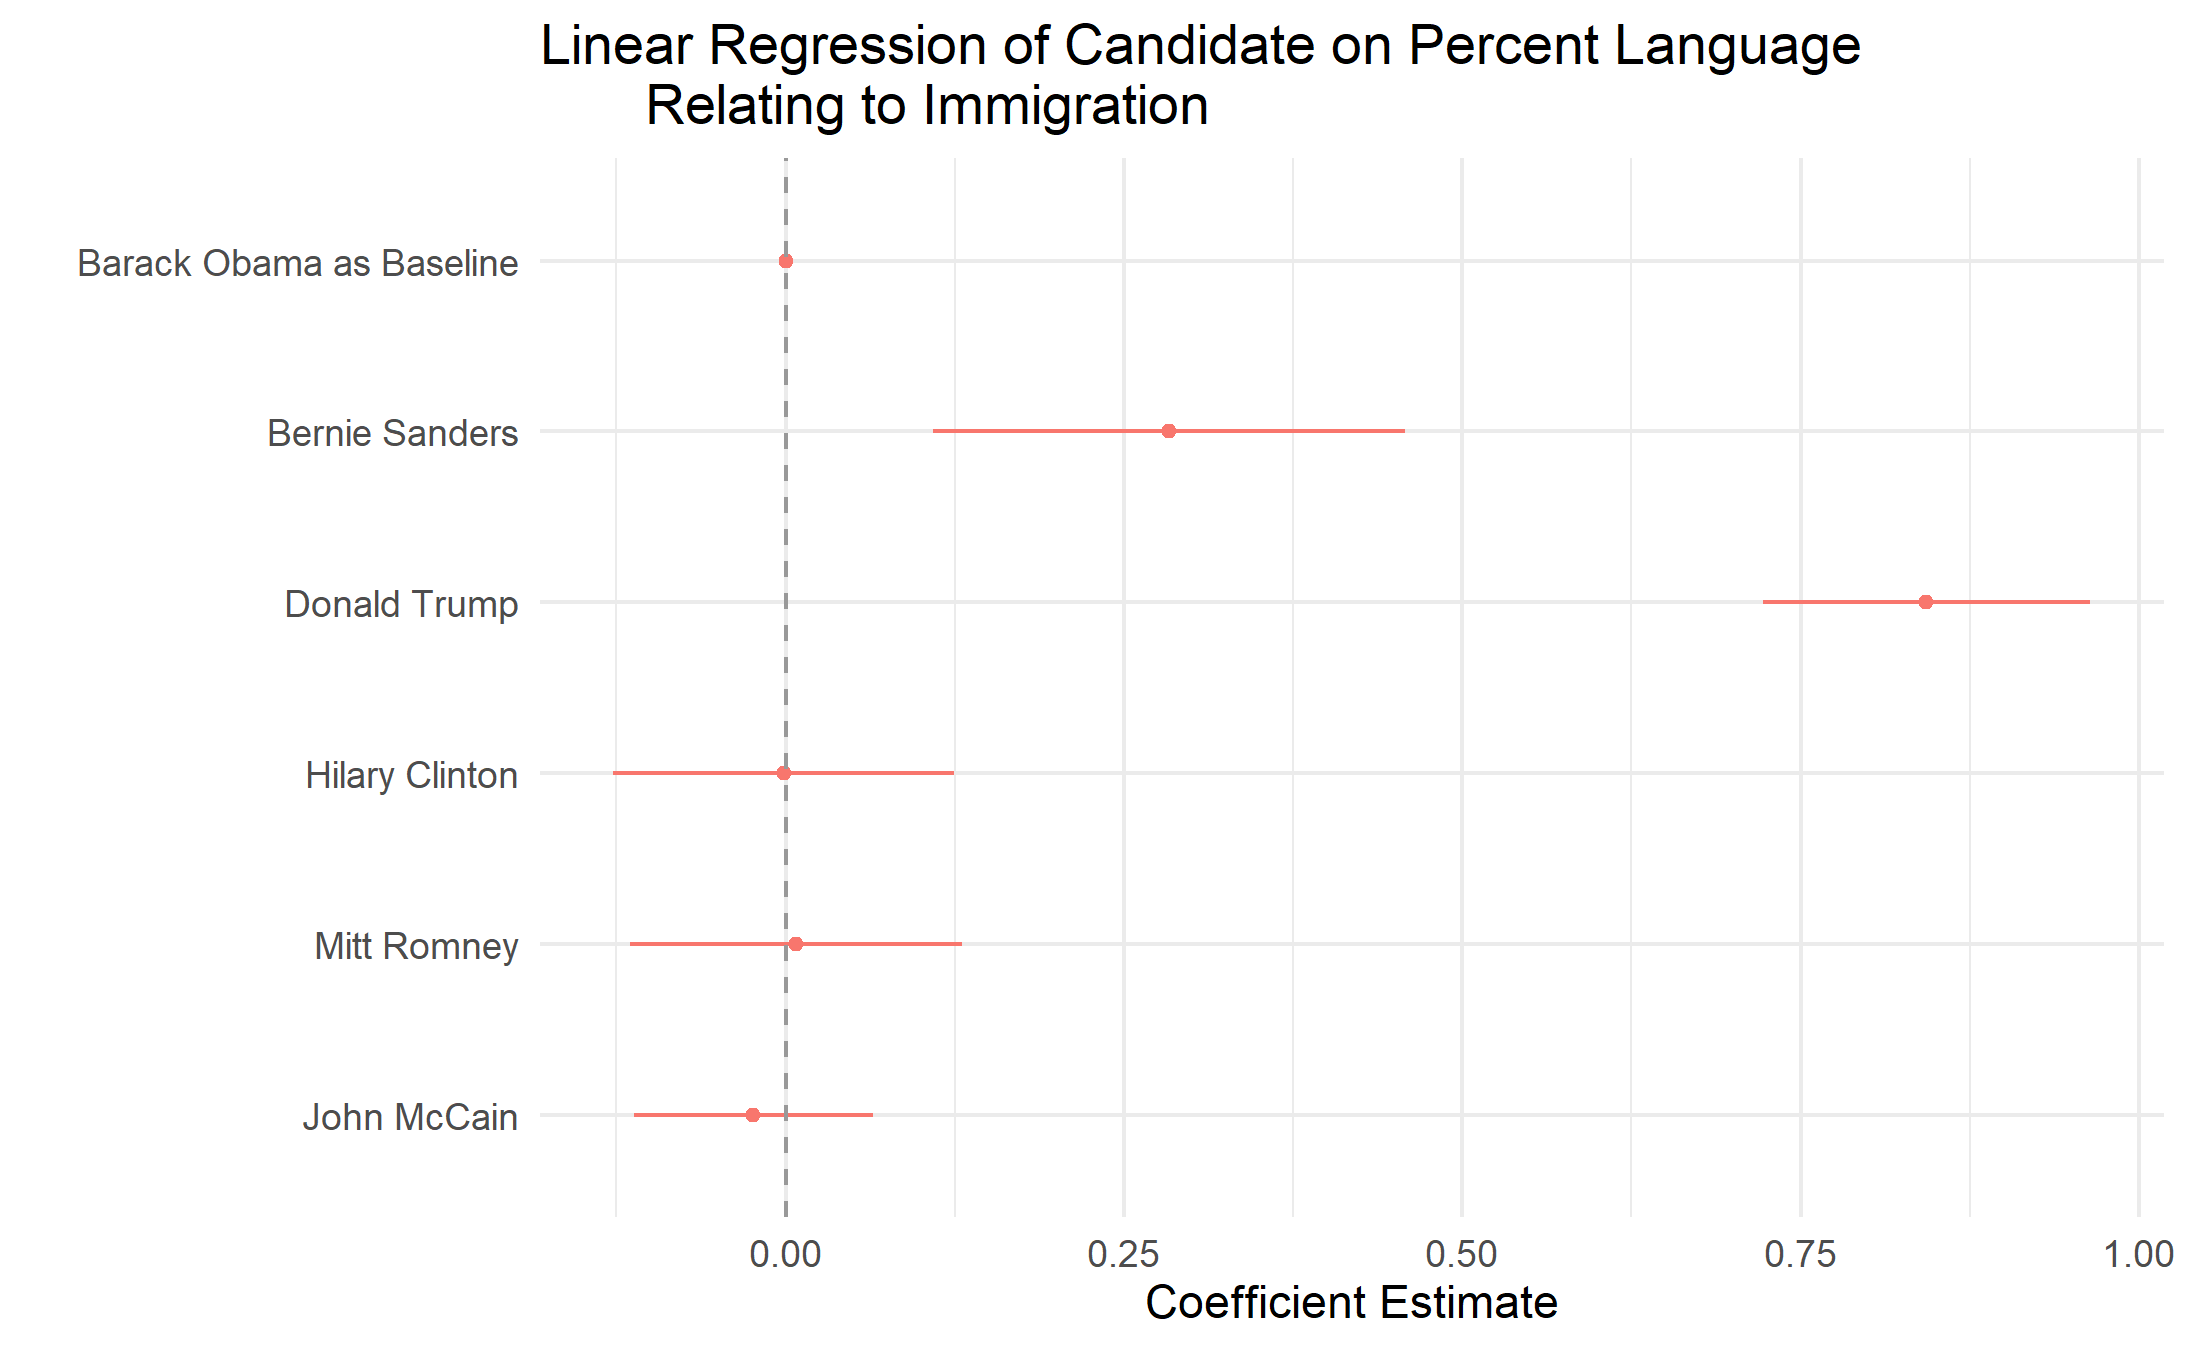 Linear Regression of Candidate on Percent Language
Relating to Immigration
Barack Obama as Baseline
Bernie Sanders
Donald Trump
Hilary Clinton
Mitt Romney
John McCain
0.00 0.25 0.50 0.75 1.00
Coefficient Estimate